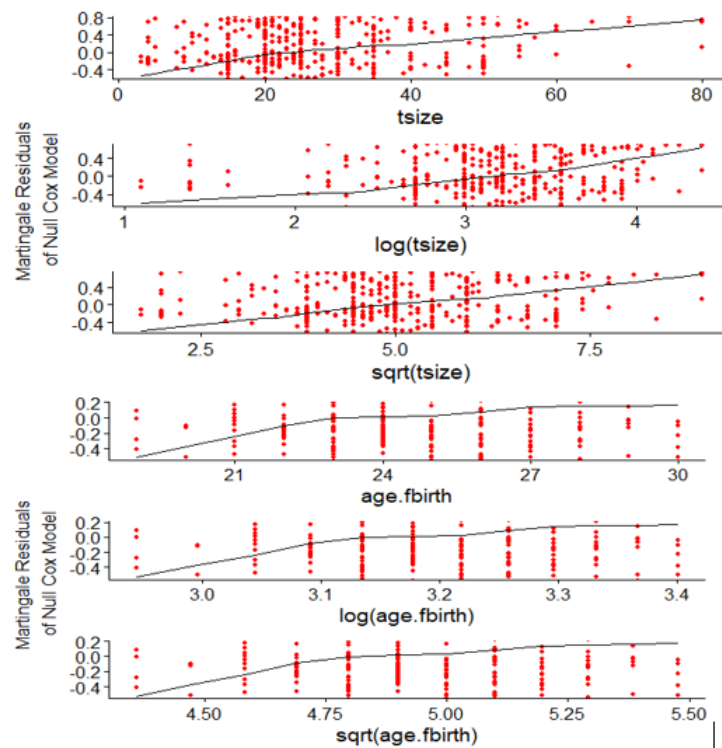 0.8
0.4
0.0
-0.4
0 20 40 60 80
tsize
0.4
0.0
-0.4
1 2 3 4
log(tsize)
0.4
0.0
-0.4
2.5 5.0 7.5
sqrt(tsize)
Martingale Residuals
of Null Cox Model
0.2
0.0
-0.2
-0.4
21 24 27 30
age.fbirth
0.2
0.0
-0.2
-0.4
3.0 3.1 3.2 3.3 3.4
log(age.fbirth)
0.2
0.0
-0.2
-0.4
4.50 4.75 5.00 5.25 5.50
sqrt(age.fbirth)
Martingale Residuals
of Null Cox Model